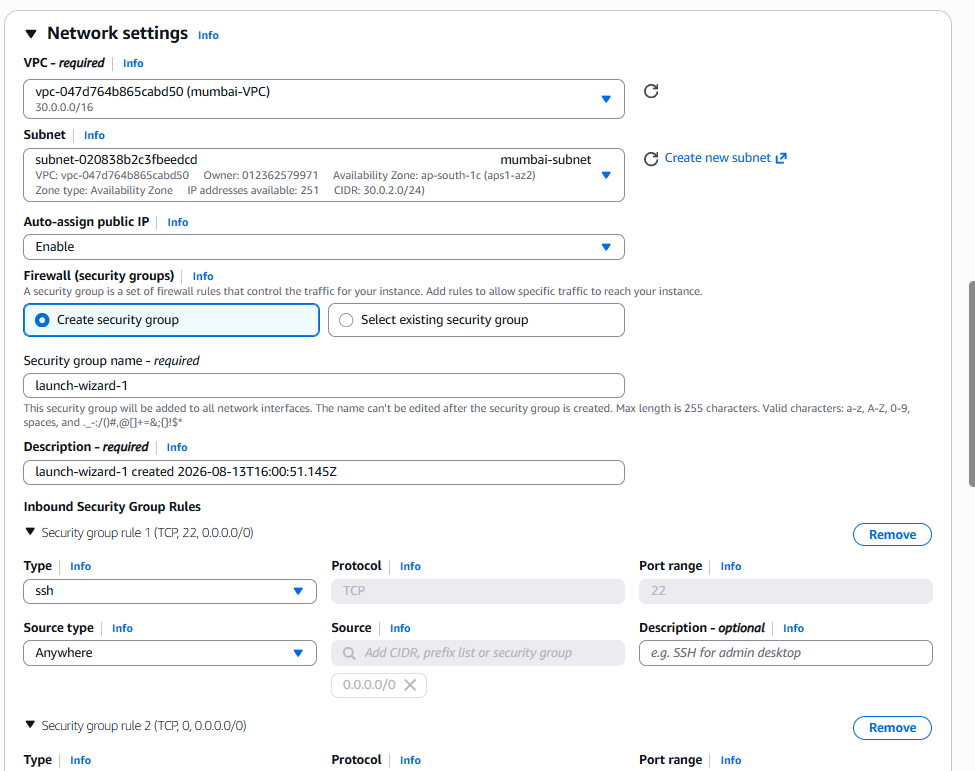 Network settings Info
VPC - required Info
vpc-047d764b865cabd50 (mumbai-VPC)
30.0.0.0/16
Subnet Info
subnet-020838b2c3fbeedcd mumbai-subnet
VPC: vpc-047d764b865cabd50 Owner: 012362579971 Availability Zone: ap-south-1c (aps1-az2)
Zone type: Availability Zone IP addresses available: 251 CIDR: 30.0.2.0/24)
Create new subnet
Auto-assign public IP Info
Enable
Firewall (security groups) Info
A security group is a set of firewall rules that control the traffic for your instance. Add rules to allow specific traffic to reach your instance.
Create security group Select existing security group
Security group name - required
launch-wizard-1
This security group will be added to all network interfaces. The name can't be edited after the security group is created. Max length is 255 characters. Valid characters: a-z, A-Z, 0-9,
spaces, and ._-:/()#,@[]+=&;{}!$*
Description - required Info
launch-wizard-1 created 2026-08-13T16:00:51.145Z
Inbound Security Group Rules
Security group rule 1 (TCP, 22, 0.0.0.0/0) Remove
Type Info Protocol Info Port range Info
ssh TCP 22
Source type Info Source Info Description - optional Info
Anywhere Add CIDR, prefix list or security group e.g. SSH for admin desktop
0.0.0.0/0
Security group rule 2 (TCP, 0, 0.0.0.0/0) Remove
Type Info Protocol Info Port range Info